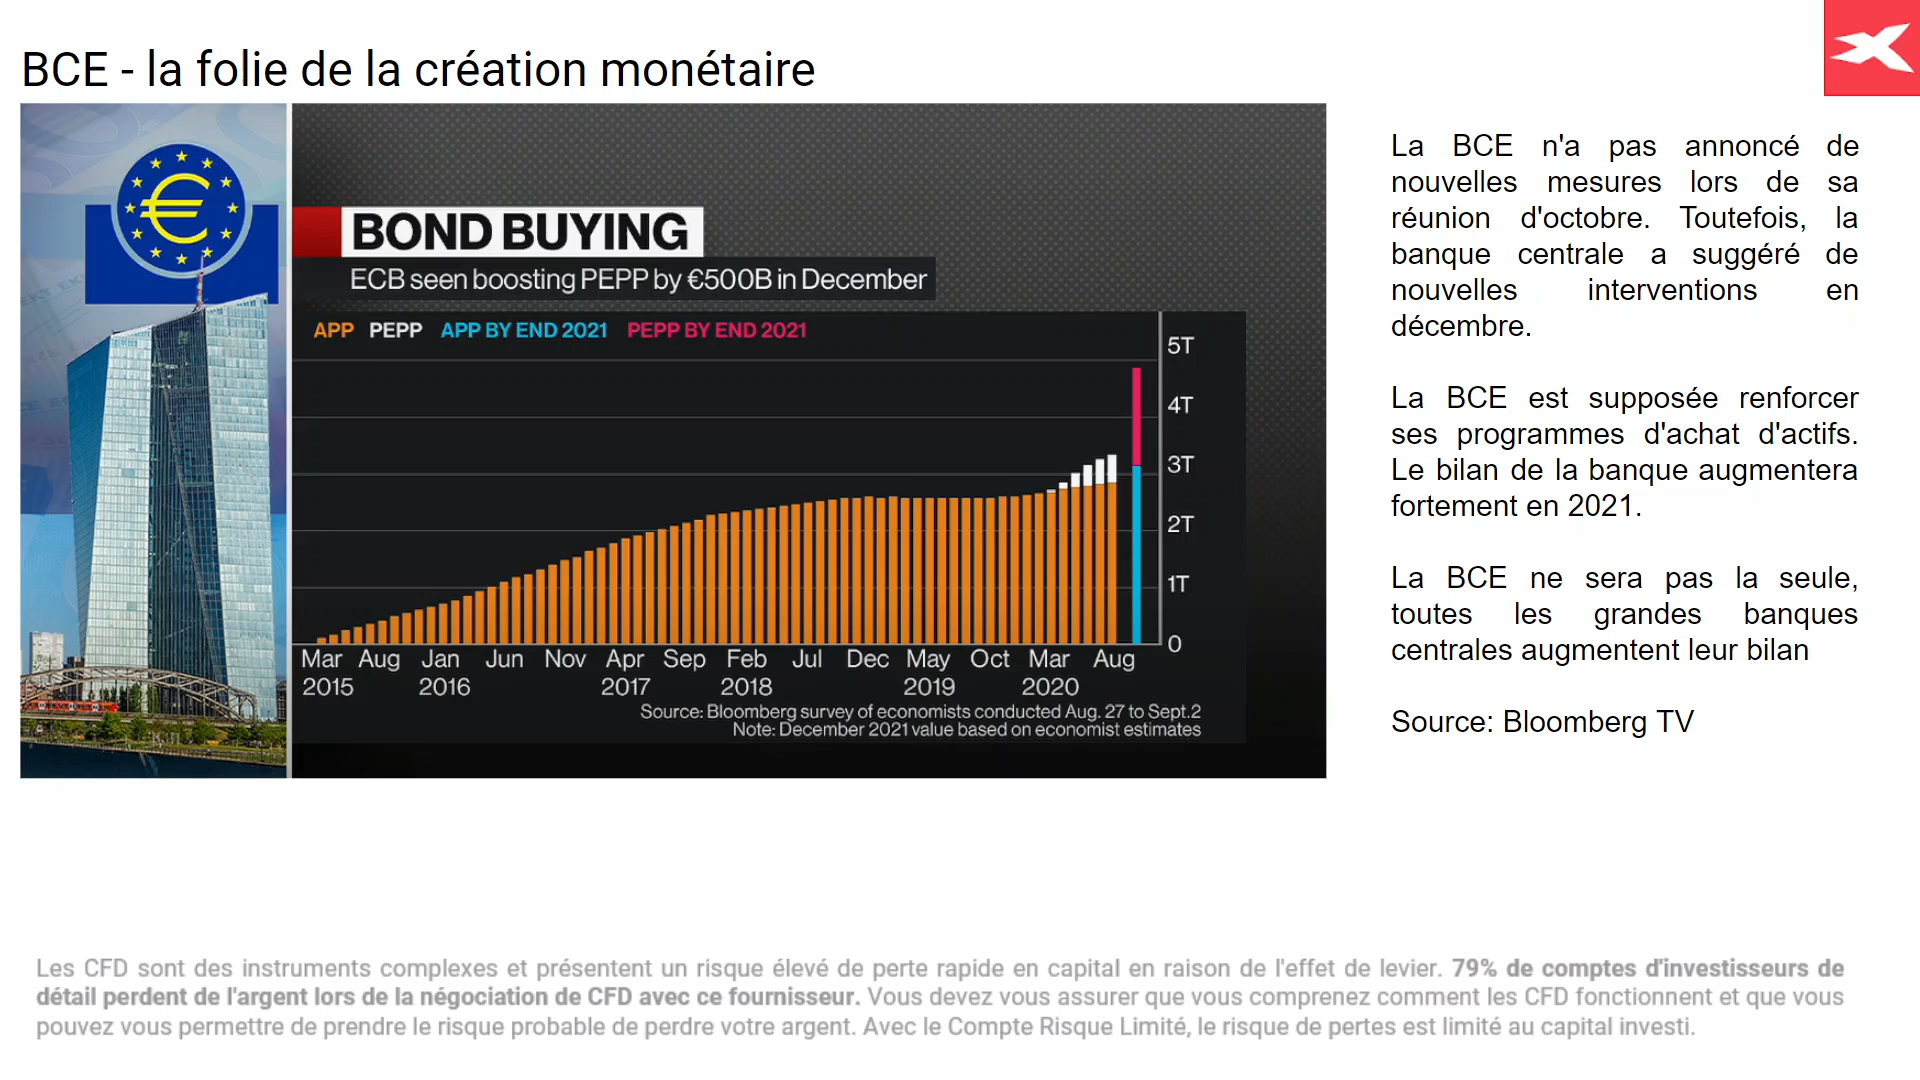 BCE - la folie de la création monétaire
BOND BUYING
ECB seen boosting PEPP by €500B in December
APP PEPP APP BY END 2021 PEPP BY END 2021
5T
4T
3T
2T
1T
0
Mar Aug Jan Jun Nov Apr Sep Feb Jul Dec May Oct Mar Aug
2015 2016 2017 2018 2019 2020
Source: Bloomberg survey of economists conducted Aug. 27 to Sept.2
Note: December 2021 value based on economist estimates
La BCE n'a pas annoncé de
nouvelles mesures lors de sa
réunion d'octobre. Toutefois, la
banque centrale a suggéré de
nouvelles interventions en
décembre.
La BCE est supposée renforcer
ses programmes d'achat d'actifs.
Le bilan de la banque augmentera
fortement en 2021.
La BCE ne sera pas la seule,
toutes les grandes banques
centrales augmentent leur bilan
Source: Bloomberg TV
Les CFD sont des instruments complexes et présentent un risque élevé de perte rapide en capital en raison de l'effet de levier. 79% de comptes d'investisseurs de
détail perdent de l'argent lors de la négociation de CFD avec ce fournisseur. Vous devez vous assurer que vous comprenez comment les CFD fonctionnent et que vous
pouvez vous permettre de prendre le risque probable de perdre votre argent. Avec le Compte Risque Limité, le risque de pertes est limité au capital investi.